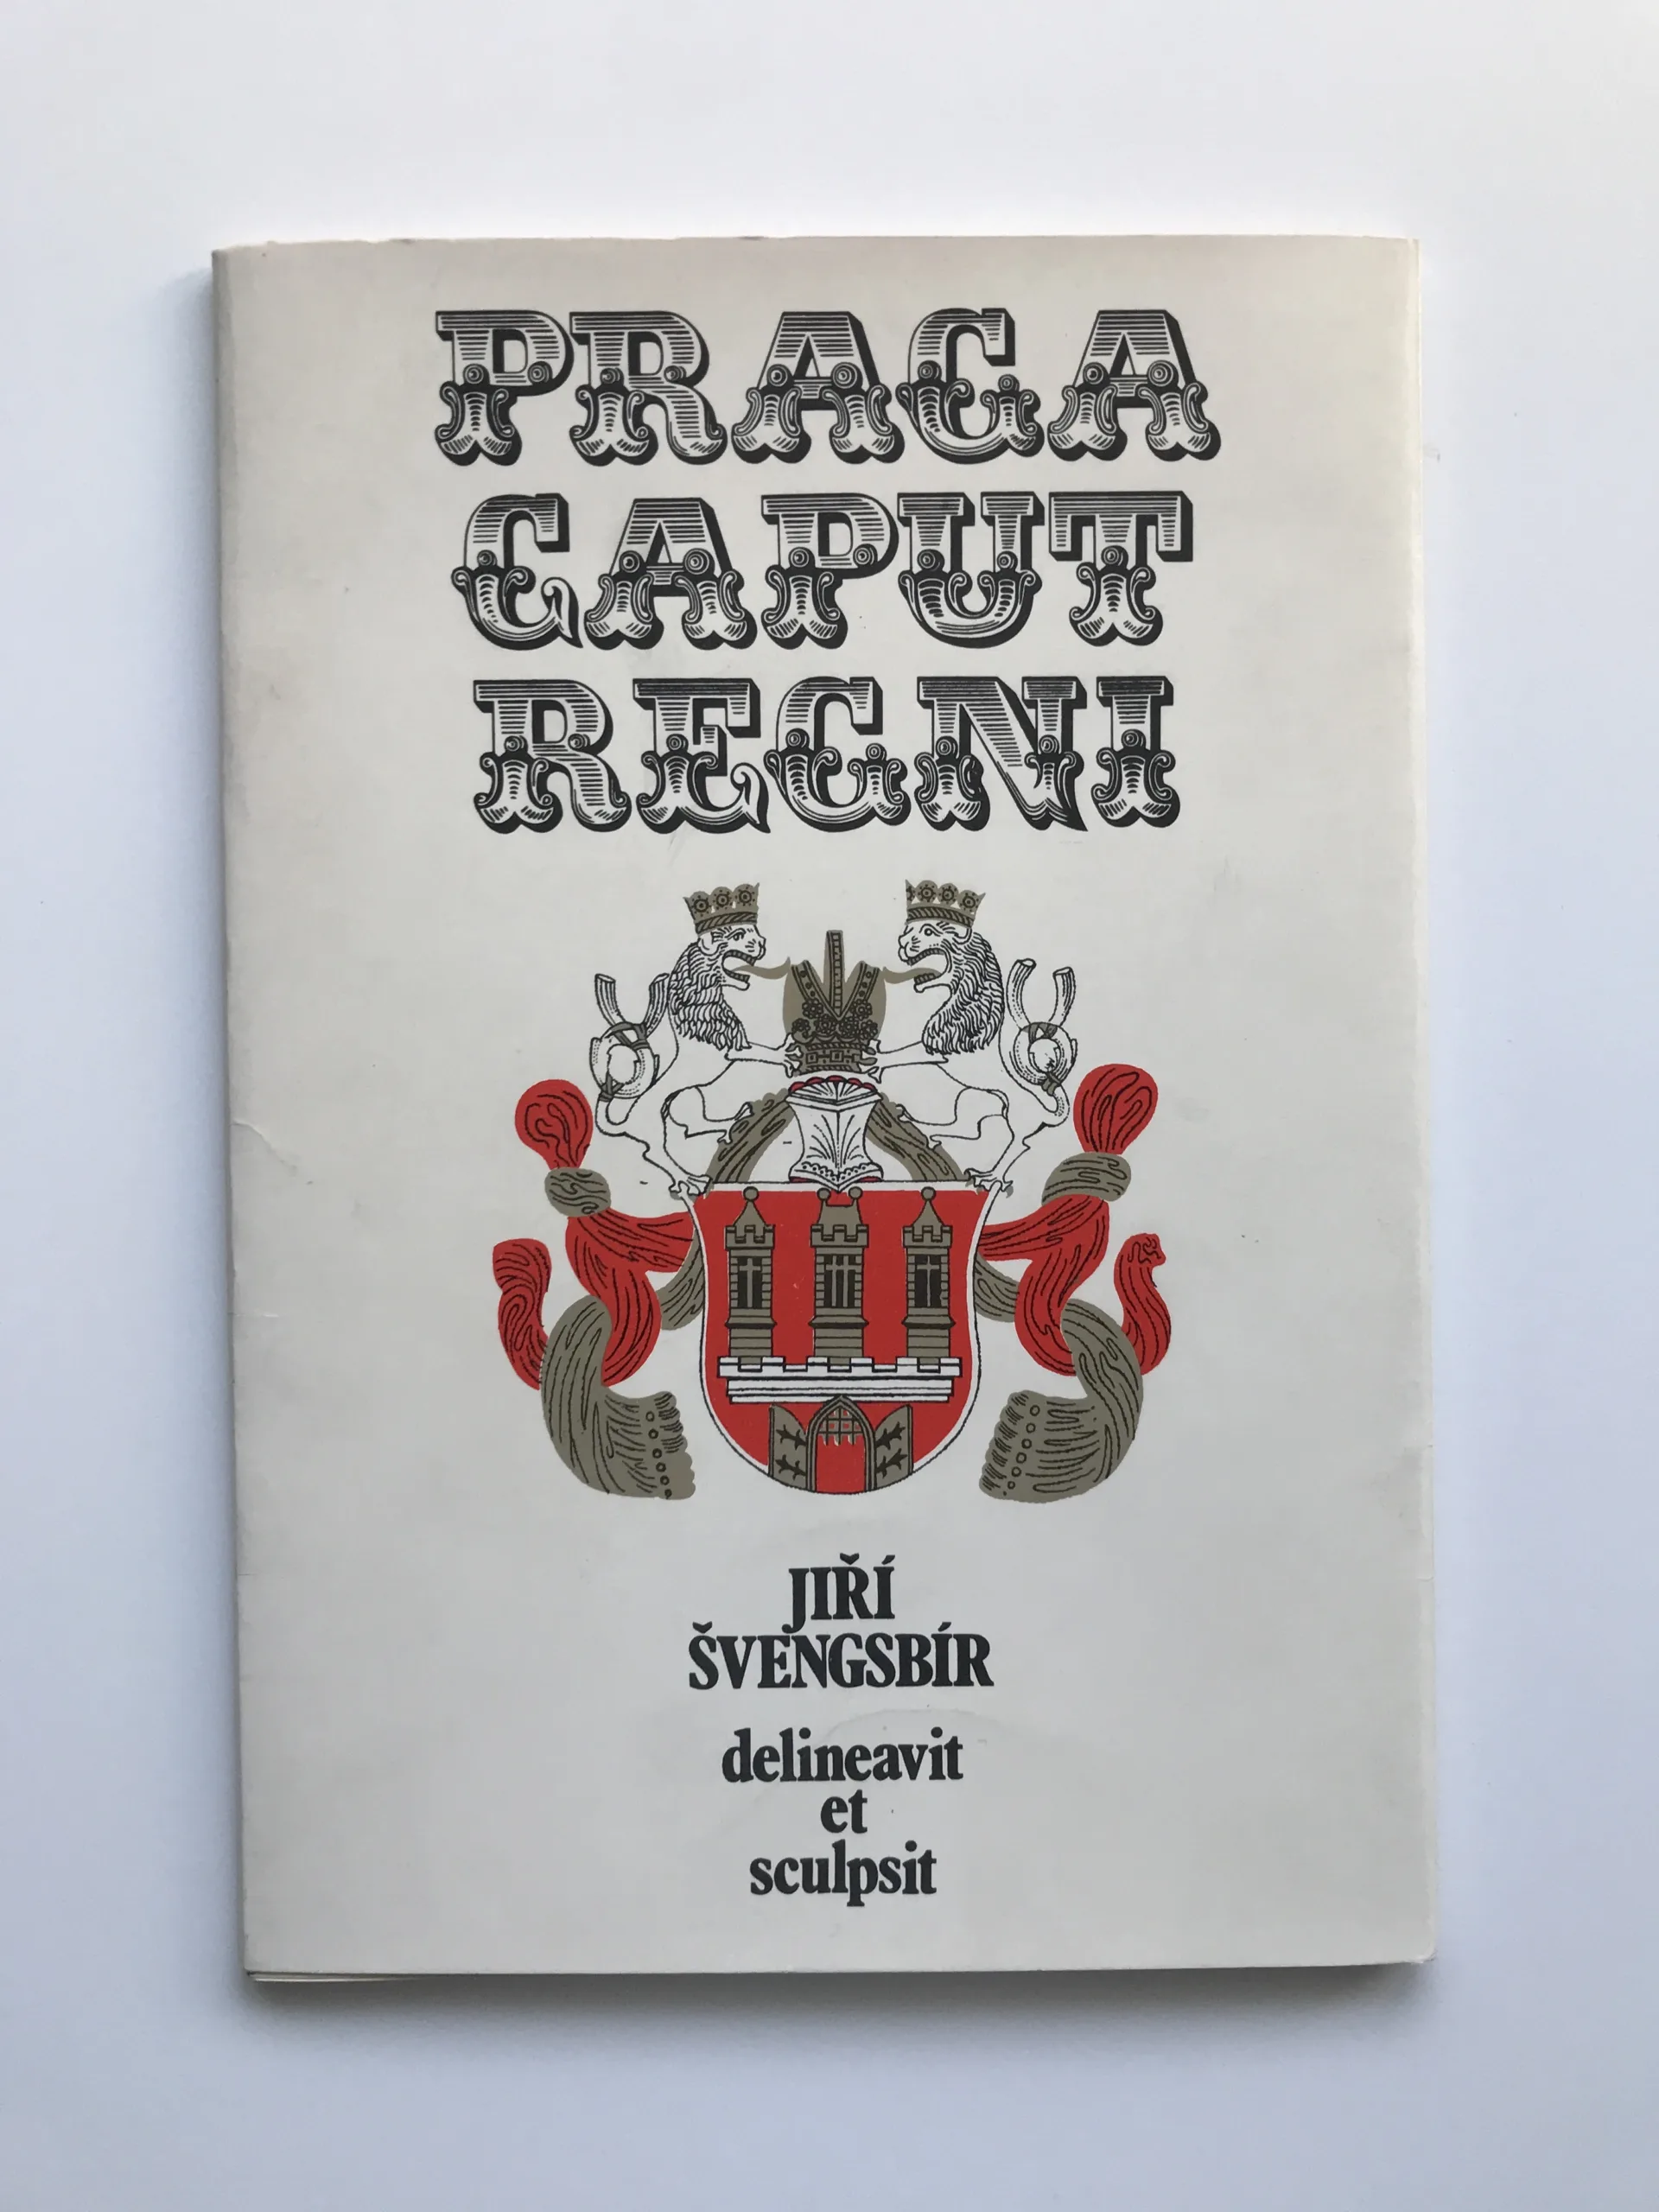 PRAGA
CAPUT
REGNI
JIŘÍ
ŠVENGSBÍR
delineavit
et
sculpsit